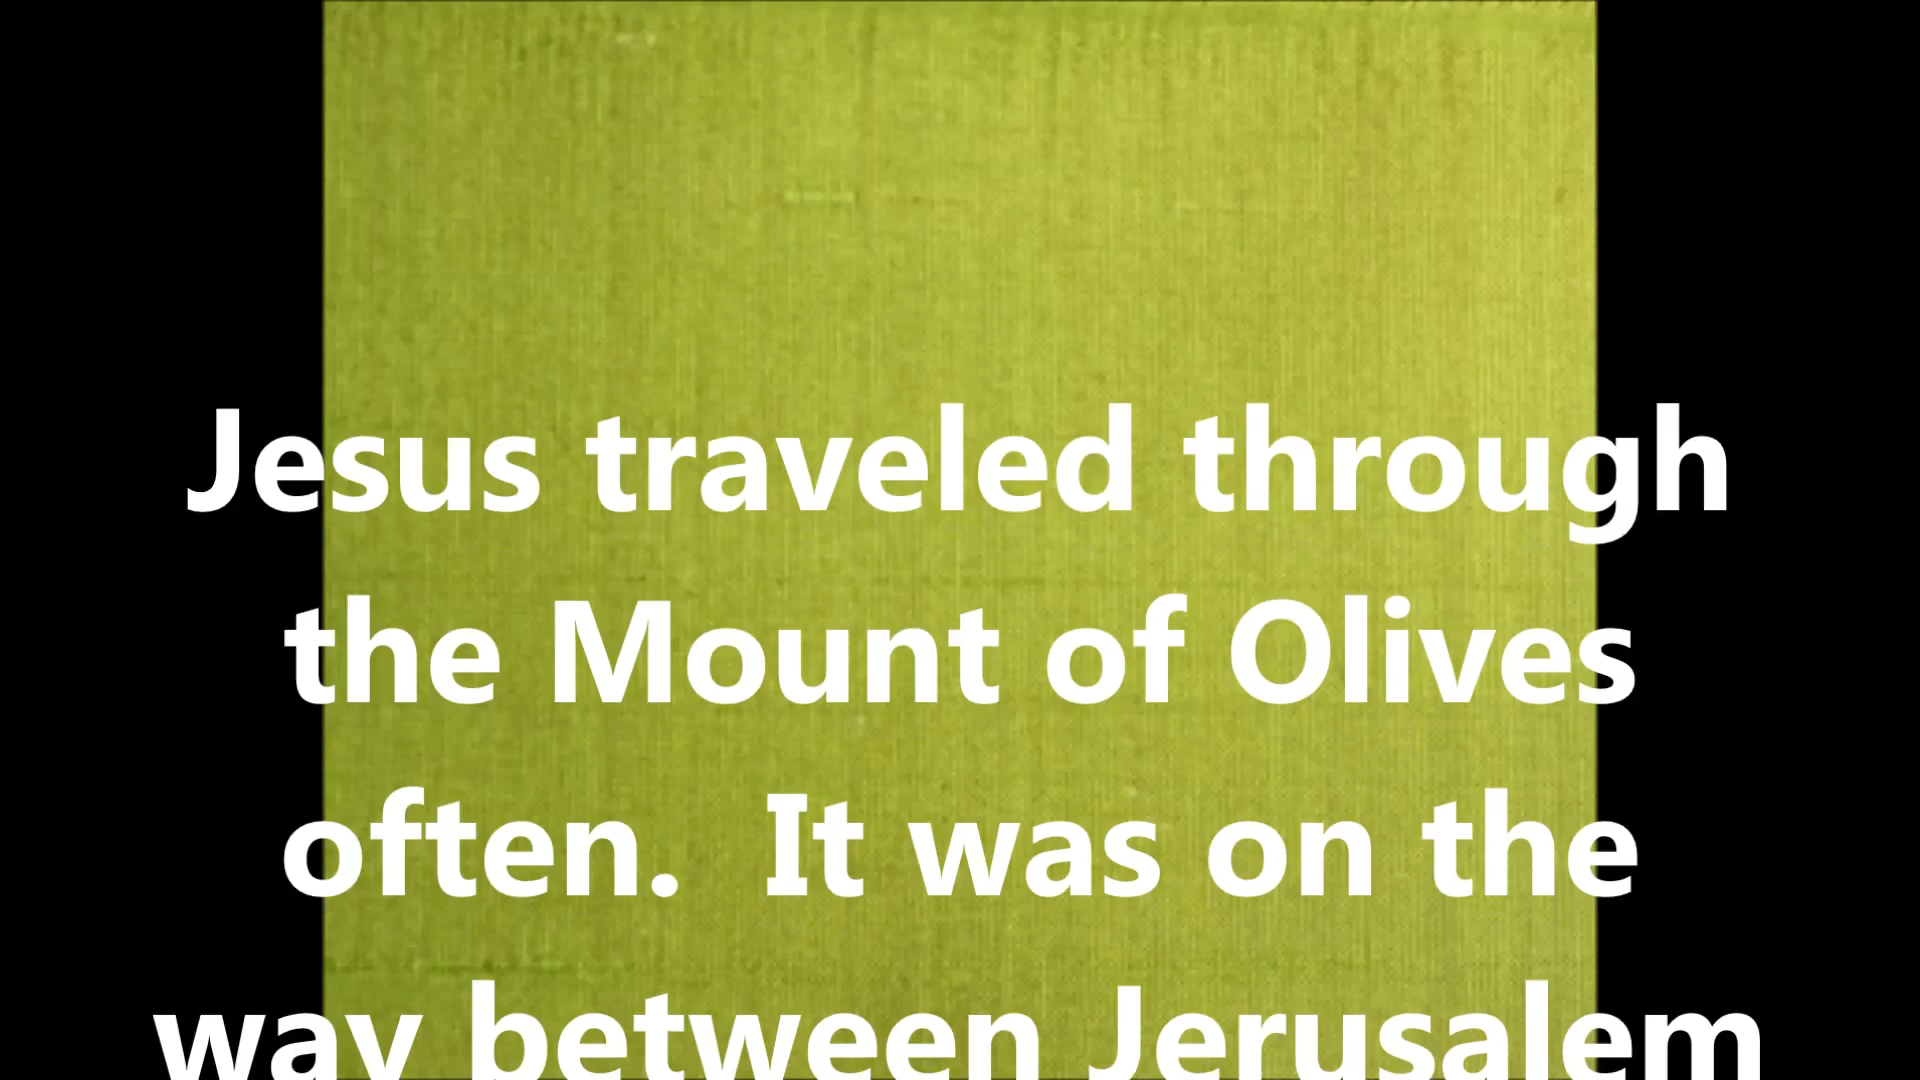 Jesus traveled through
the Mount of Olives
often.  It was on the
way between Jerusalem